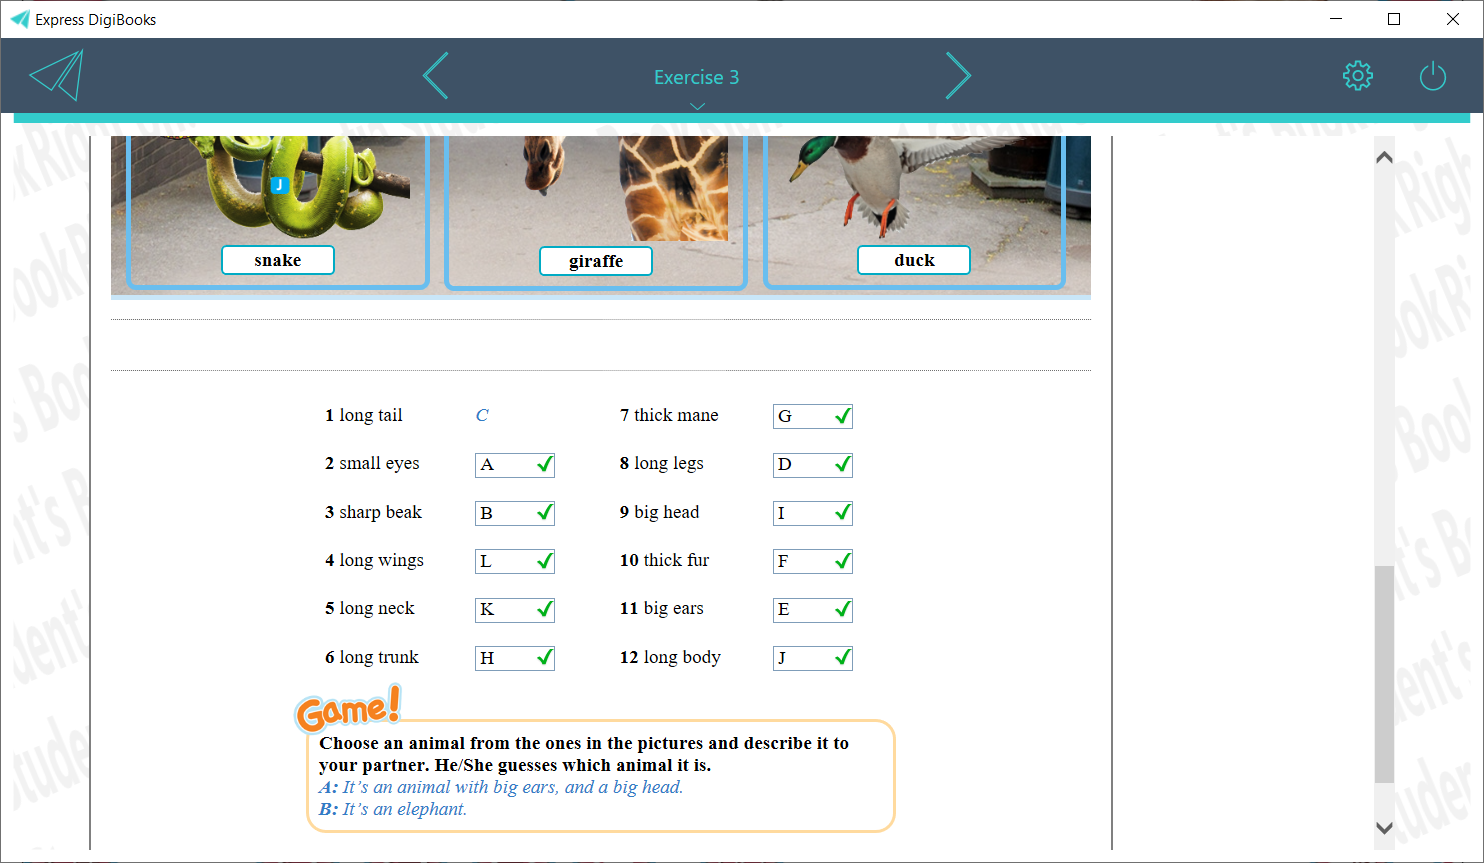 Express DigiBooks
Exercise 3
J
snake
giraffe
duck
1 long tail C
7 thick mane G
2 small eyes A
8 long legs D
3 sharp beak B
9 big head I
4 long wings L
10 thick fur F
5 long neck K
11 big ears E
6 long trunk H
12 long body J
Game!
Choose an animal from the ones in the pictures and describe it to
your partner. He/She guesses which animal it is.
A: It’s an animal with big ears, and a big head.
B: It’s an elephant.